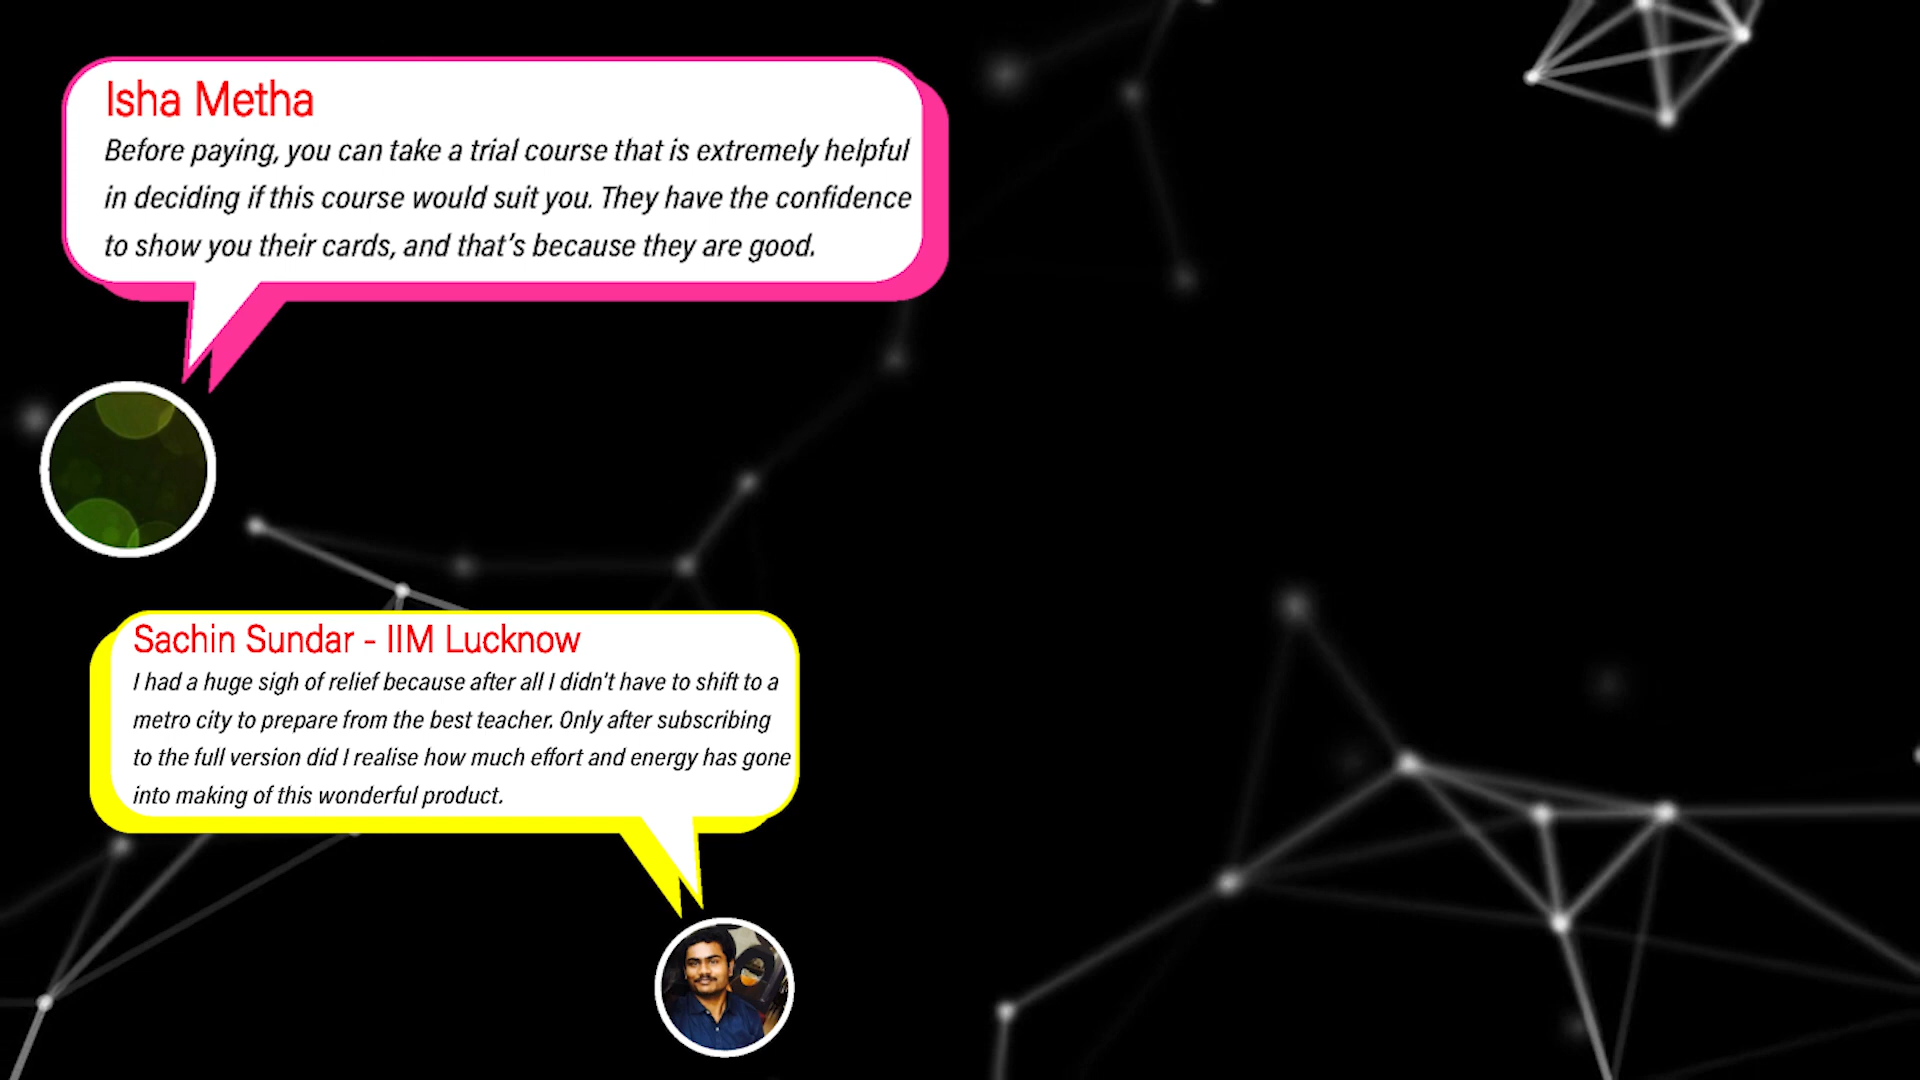 Isha Metha
Before paying, you can take a trial course that is extremely helpful
in deciding if this course would suit you. They have the confidence
to show you their cards, and that's because they are good.
Sachin Sundar - IIM Lucknow
I had a huge sigh of relief because after all I didn't have to shift to a
metro city to prepare from the best teacher. Only after subscribing
to the full version did I realise how much effort and energy has gone
into making of this wonderful product.